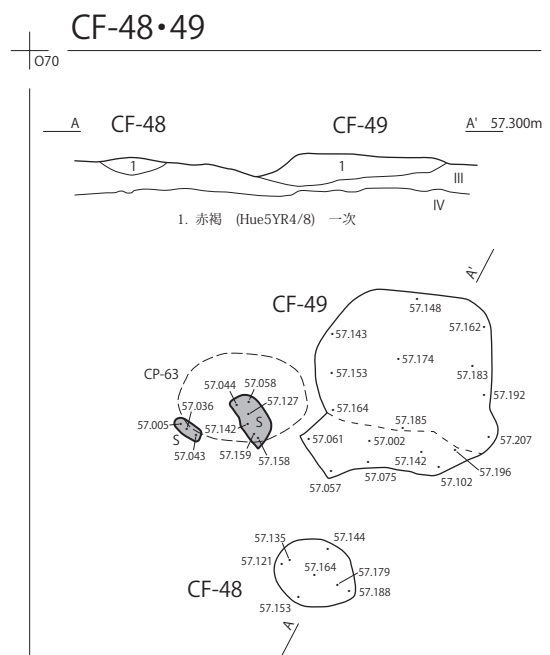 CF-48•49
O70
A CF-48 CF-49 A' 57.300m
1 1
III
IV
1. 赤褐 (Hue5YR4/8) 一次
A'
CF-49
57.148
57.162
57.143
57.174
57.153
57.183
57.192
57.164
57.185
57.207
57.061
57.002
57.142
57.196
57.057
57.075
57.102
CP-63
57.044
57.058
57.127
57.036
57.005
S
57.142
S
57.043
57.159
57.158
57.135
57.144
57.121
57.164
57.179
CF-48
57.188
57.153
A